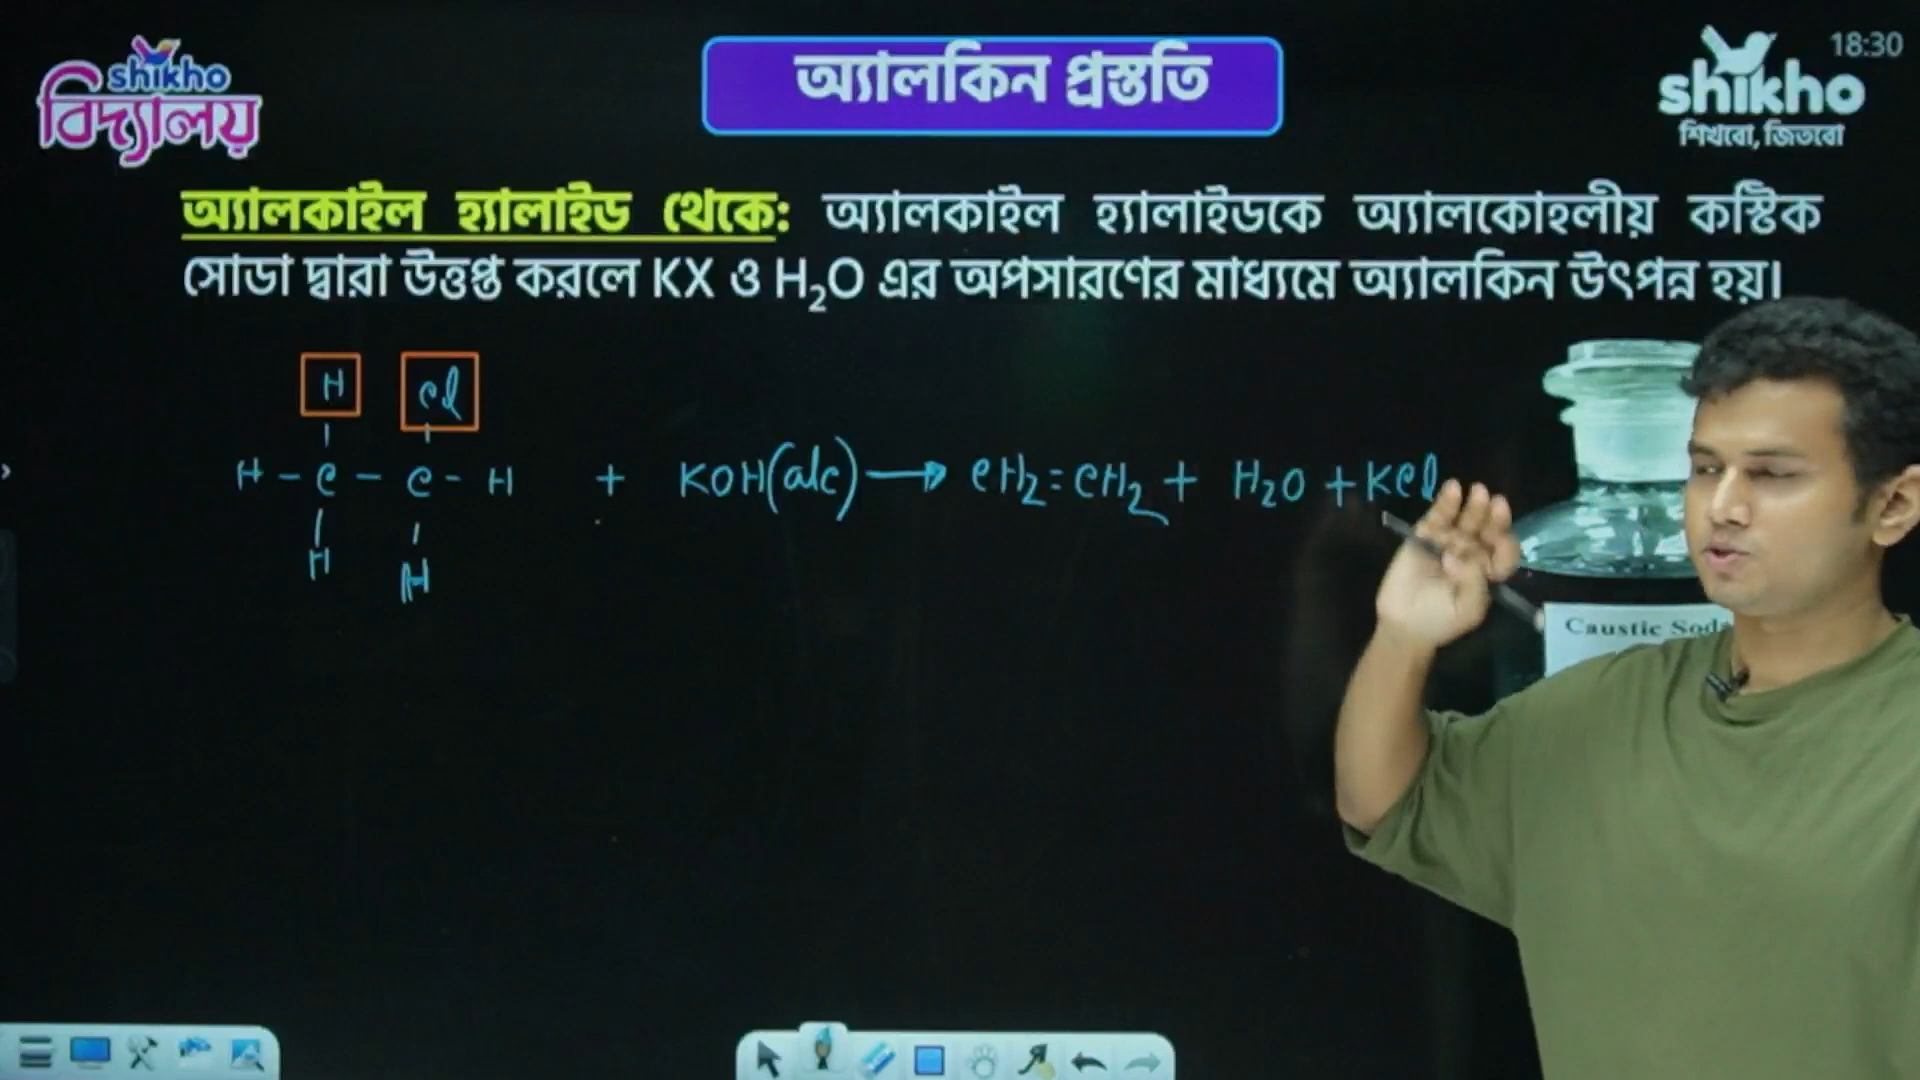 shikho
বিদ্যালয়
অ্যালকিন প্রস্তুতি
18:30
shikho
শিখবো, জিতবো
অ্যালকাইল হ্যালাইড থেকে: অ্যালকাইল হ্যালাইডকে অ্যালকোহলীয় কস্টিক
সোডা দ্বারা উত্তপ্ত করলে KX ও H₂O এর অপসারণের মাধ্যমে অ্যালকিন উৎপন্ন হয়।
H Cl
H - C - C - H + KOH(alc) → CH₂=CH₂ + H₂O + KCl
H H
Caustic Soda